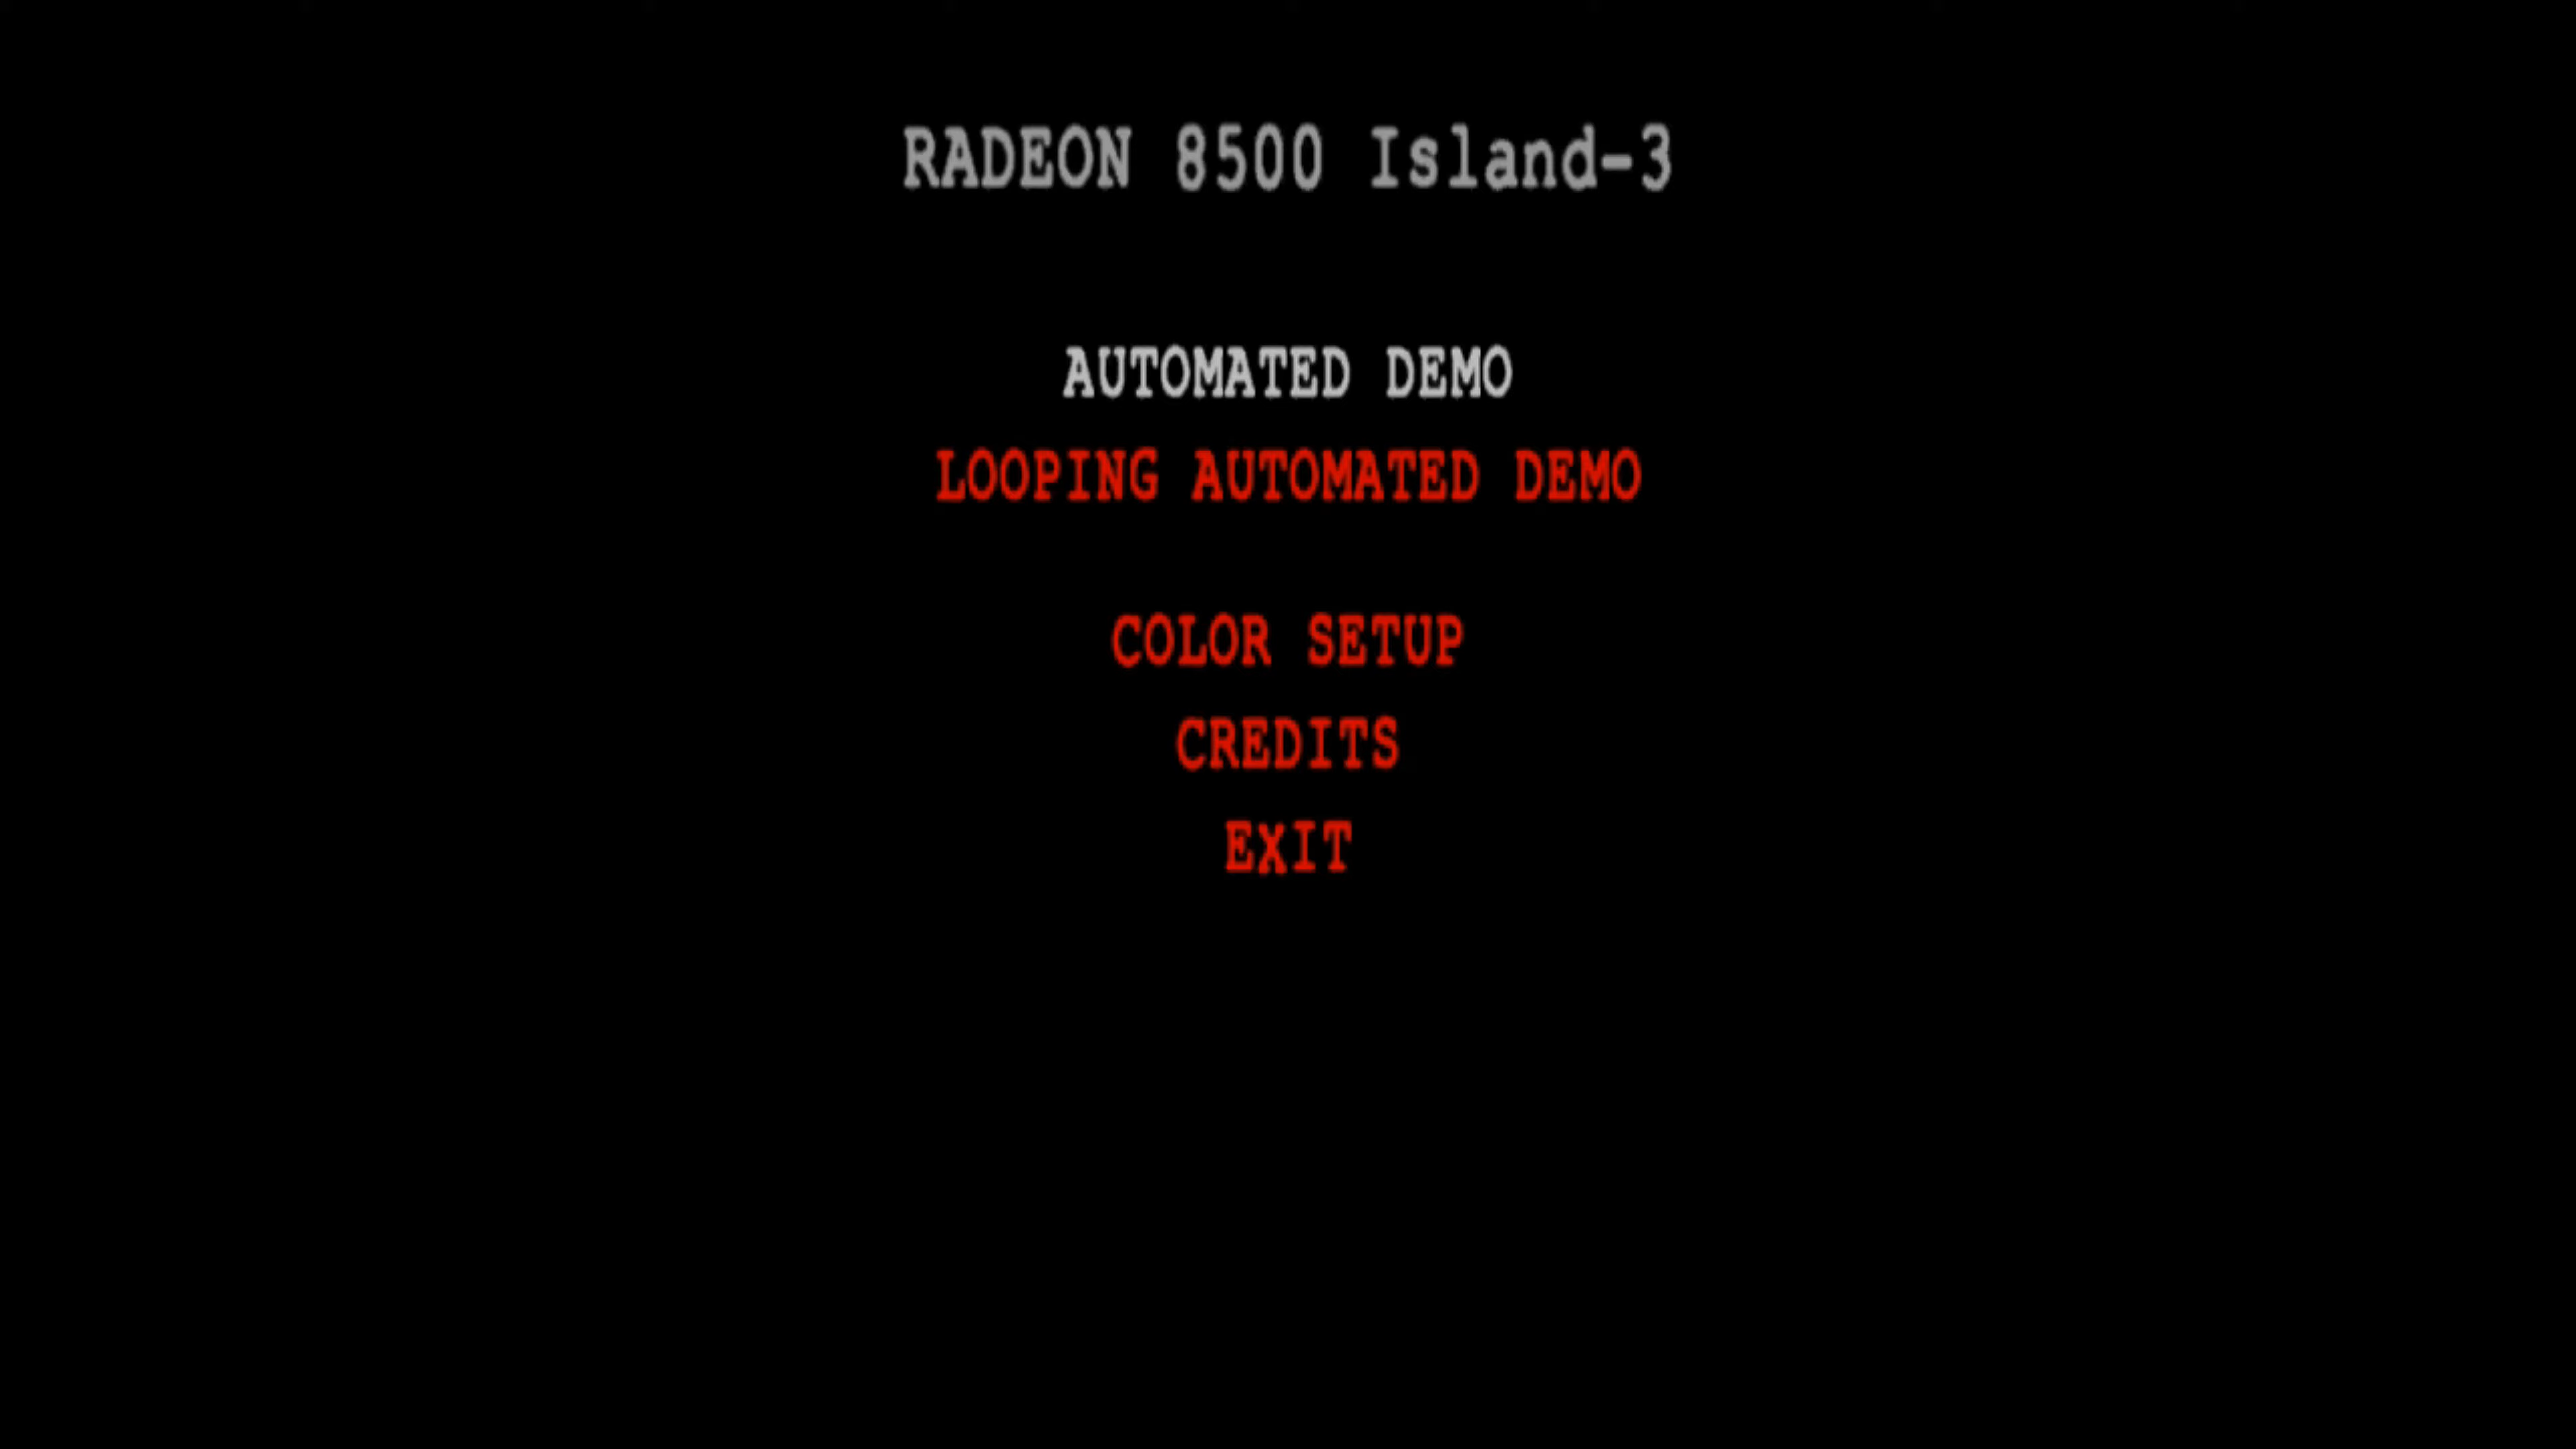 RADEON 8500 Island-3
AUTOMATED DEMO
LOOPING AUTOMATED DEMO
COLOR SETUP
CREDITS
EXIT